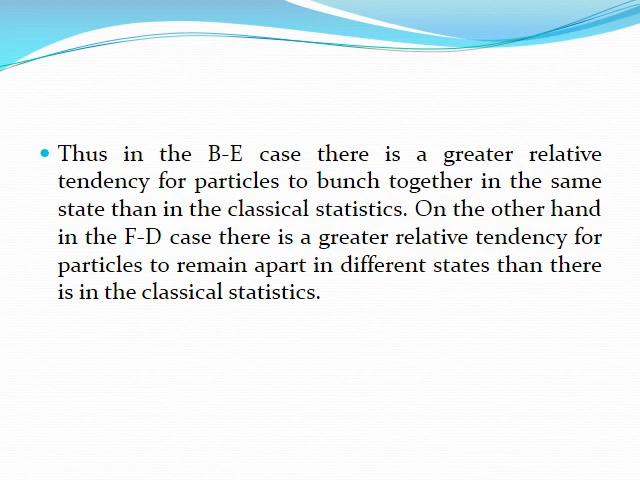 • Thus in the B-E case there is a greater relative
tendency for particles to bunch together in the same
state than in the classical statistics. On the other hand
in the F-D case there is a greater relative tendency for
particles to remain apart in different states than there
is in the classical statistics.